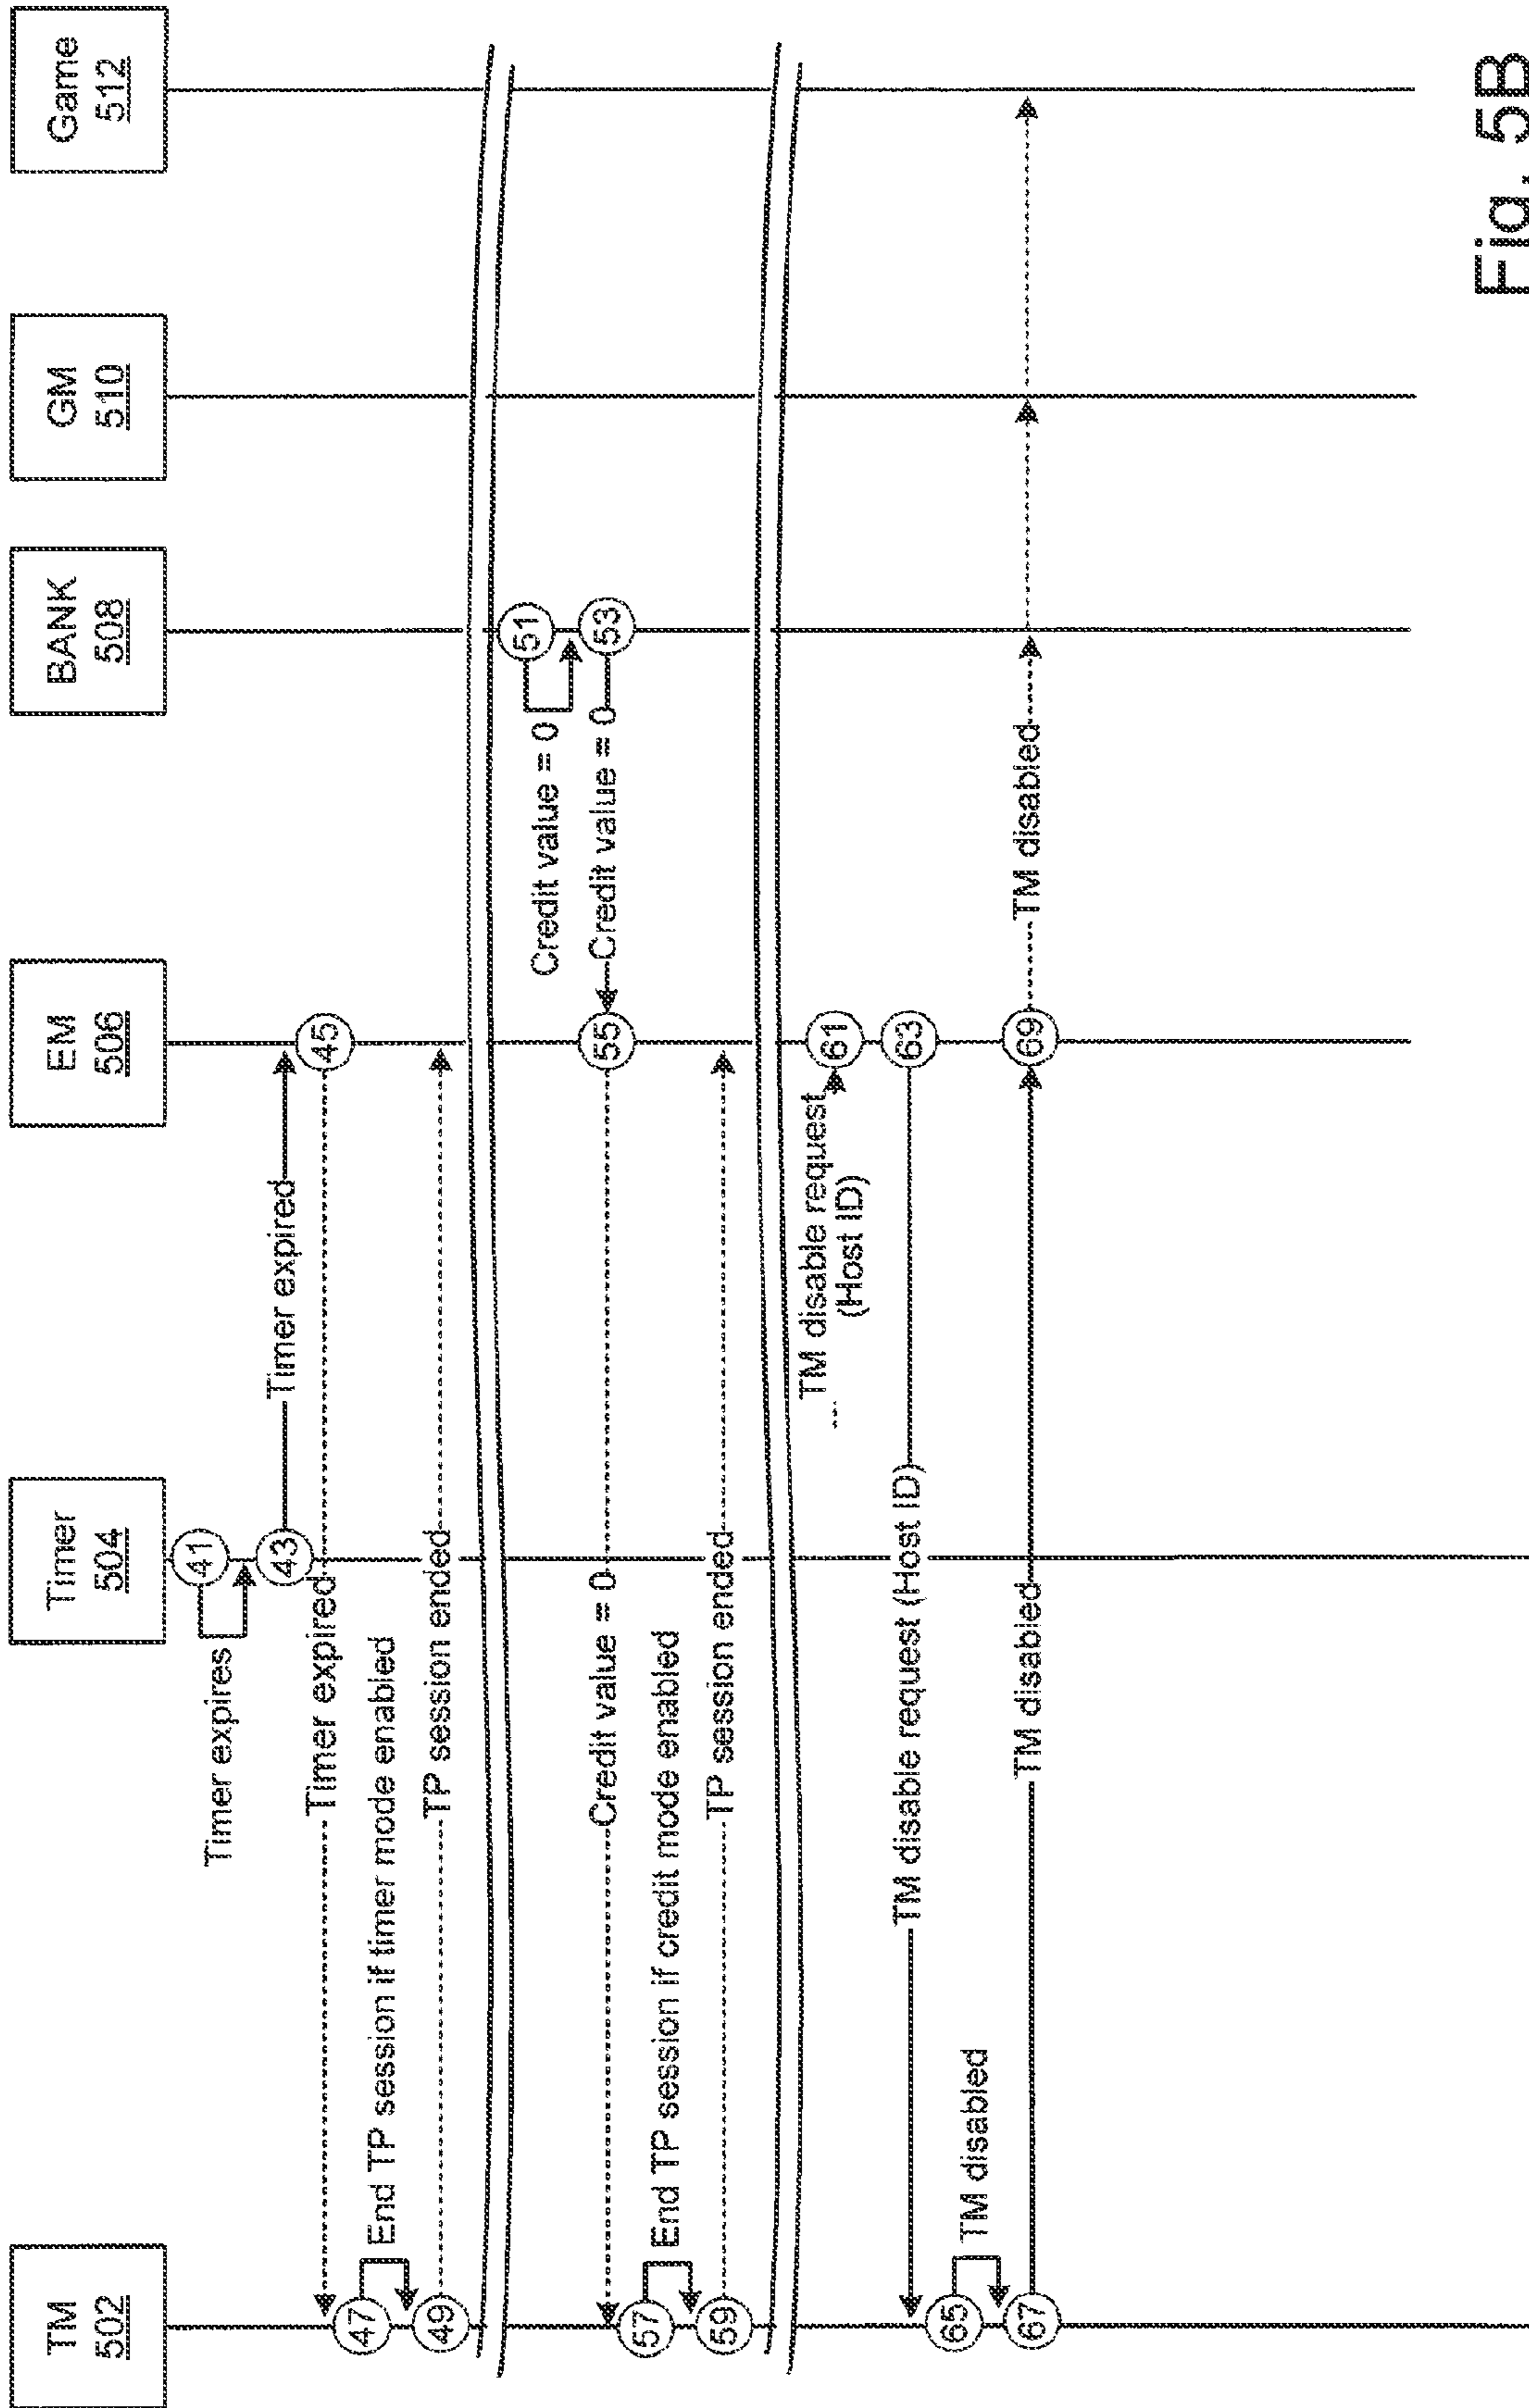 TM
502
Timer
504
EM
506
BANK
508
GM
510
Game
512
41
Timer expires
43
Timer expired
45
Timer expired
47
End TP session if timer mode enabled
49
TP session ended
51
Credit value = 0
53
Credit value = 0
55
Credit value = 0
57
End TP session if credit mode enabled
59
TP session ended
...
TM disable request
(Host ID)
61
63
TM disable request (Host ID)
65
TM disabled
67
TM disabled
69
TM disabled
Fig. 5B